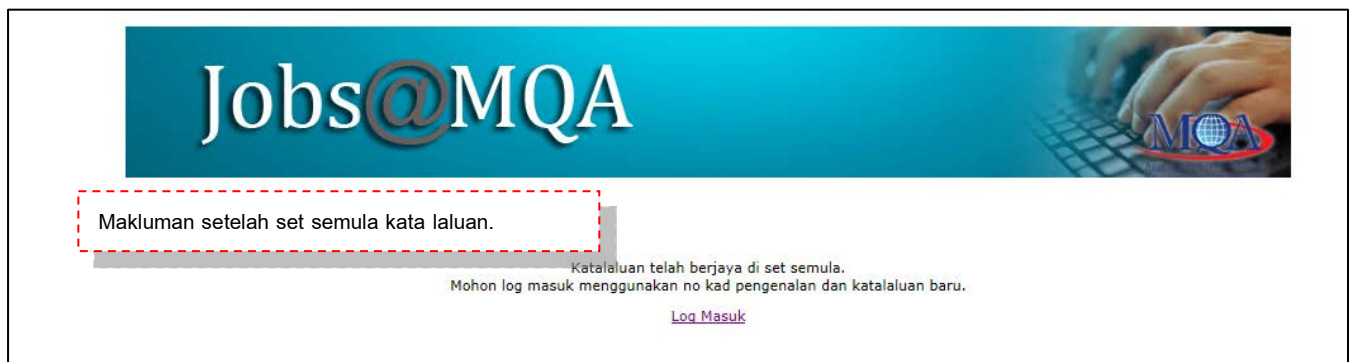 Jobs@MQA
MQA
Makluman setelah set semula kata laluan.
Katalaluan telah berjaya di set semula.
Mohon log masuk menggunakan no kad pengenalan dan katalaluan baru.
Log Masuk